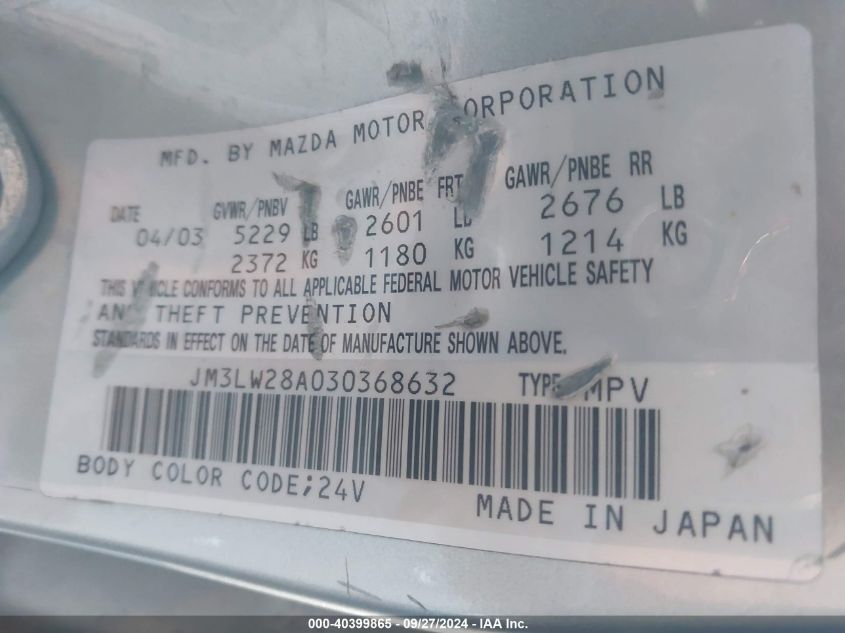 MFD. BY MAZDA MOTOR CORPORATION
DATE GVWR/PNBV GAWR/PNBE FRT GAWR/PNBE RR
04/03 5229 LB 2601 LB 2676 LB
2372 KG 1180 KG 1214 KG
THIS VEHICLE CONFORMS TO ALL APPLICABLE FEDERAL MOTOR VEHICLE SAFETY
AND THEFT PREVENTION
STANDARDS IN EFFECT ON THE DATE OF MANUFACTURE SHOWN ABOVE.
JM3LW28A030368632 TYPE MPV
BODY COLOR CODE;24V
MADE IN JAPAN
000-40399865 - 09/27/2024 - IAA Inc.